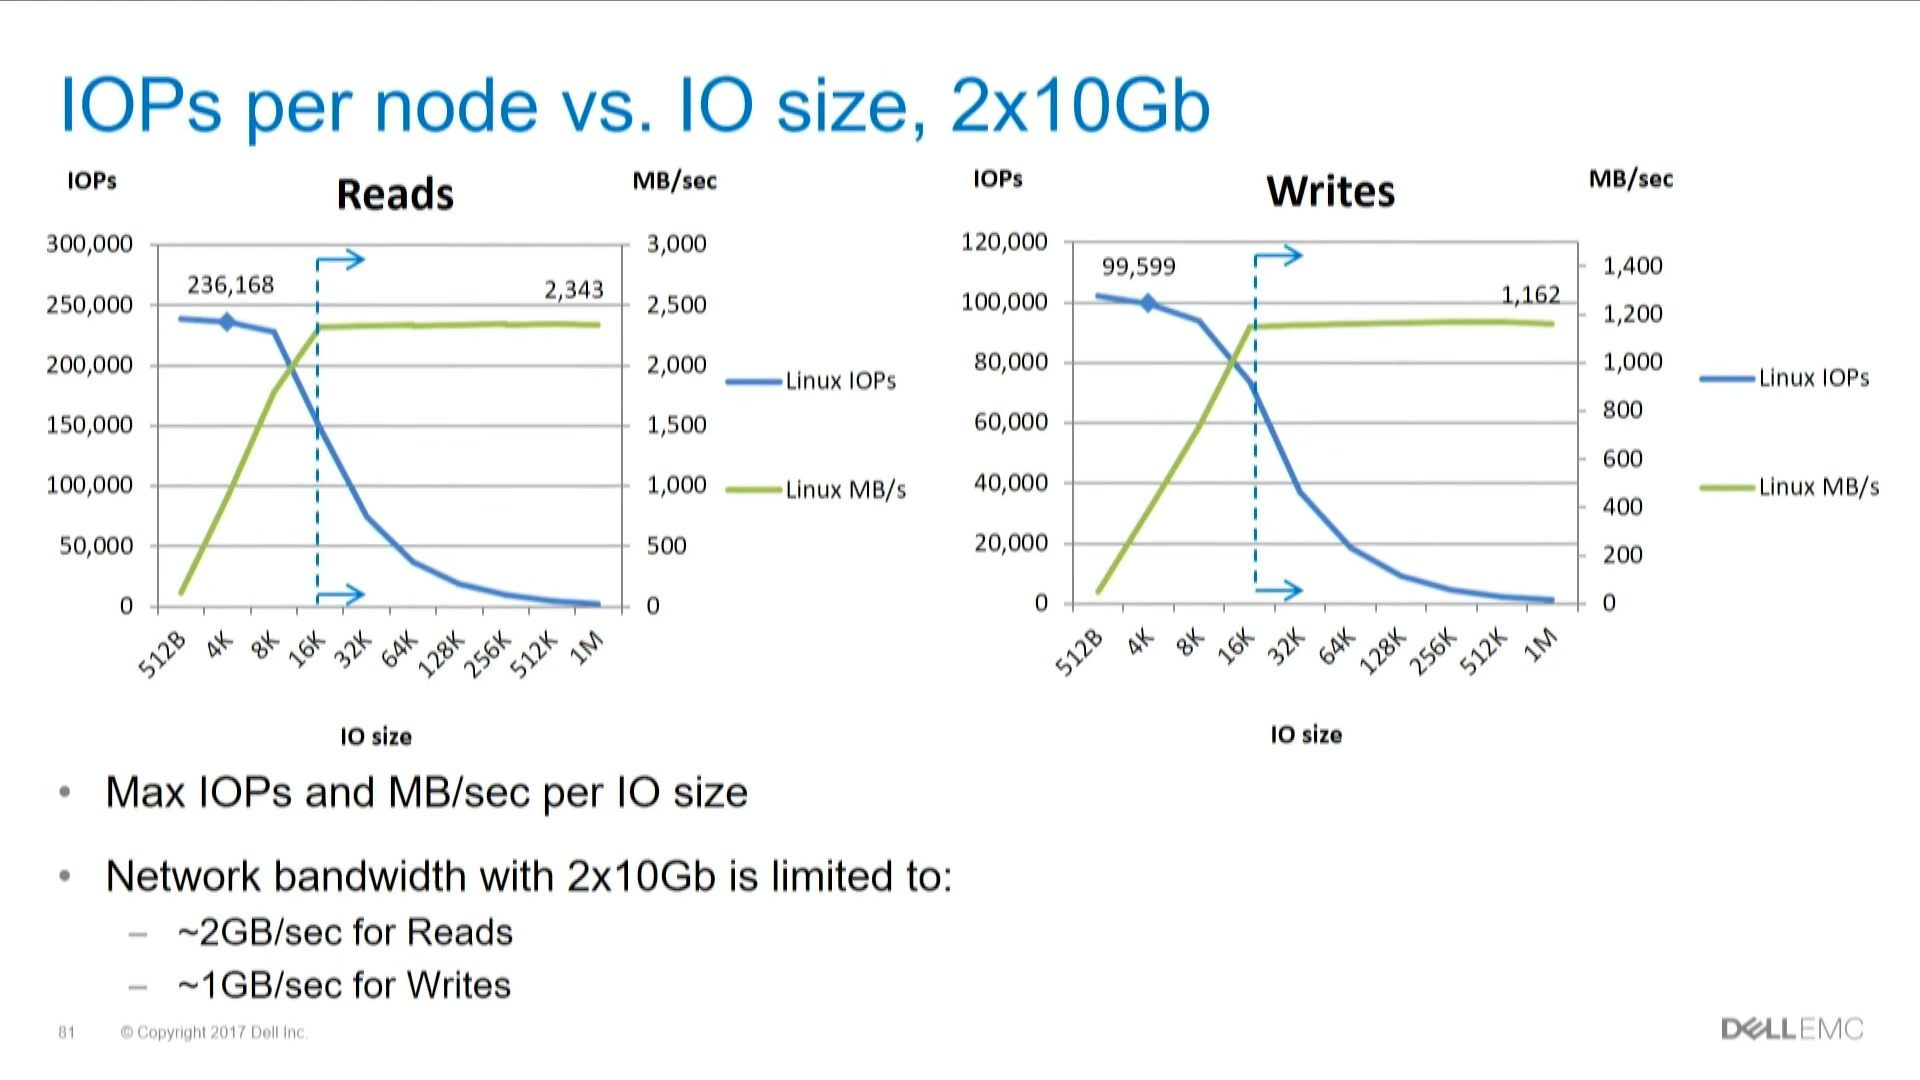 IOPs per node vs. IO size, 2x10Gb
IOPs
Reads
MB/sec
300,000
250,000
200,000
150,000
100,000
50,000
0
236,168
2,343
3,000
2,500
2,000
1,500
1,000
500
0
512B
4K
8K
16K
32K
64K
128K
256K
512K
1M
IO size
Linux IOPs
Linux MB/s
IOPs
Writes
MB/sec
120,000
100,000
80,000
60,000
40,000
20,000
0
99,599
1,162
1,400
1,200
1,000
800
600
400
200
0
512B
4K
8K
16K
32K
64K
128K
256K
512K
1M
IO size
Linux IOPs
Linux MB/s
• Max IOPs and MB/sec per IO size
• Network bandwidth with 2x10Gb is limited to:
– ~2GB/sec for Reads
– ~1GB/sec for Writes
81 © Copyright 2017 Dell Inc.
DELLEMC